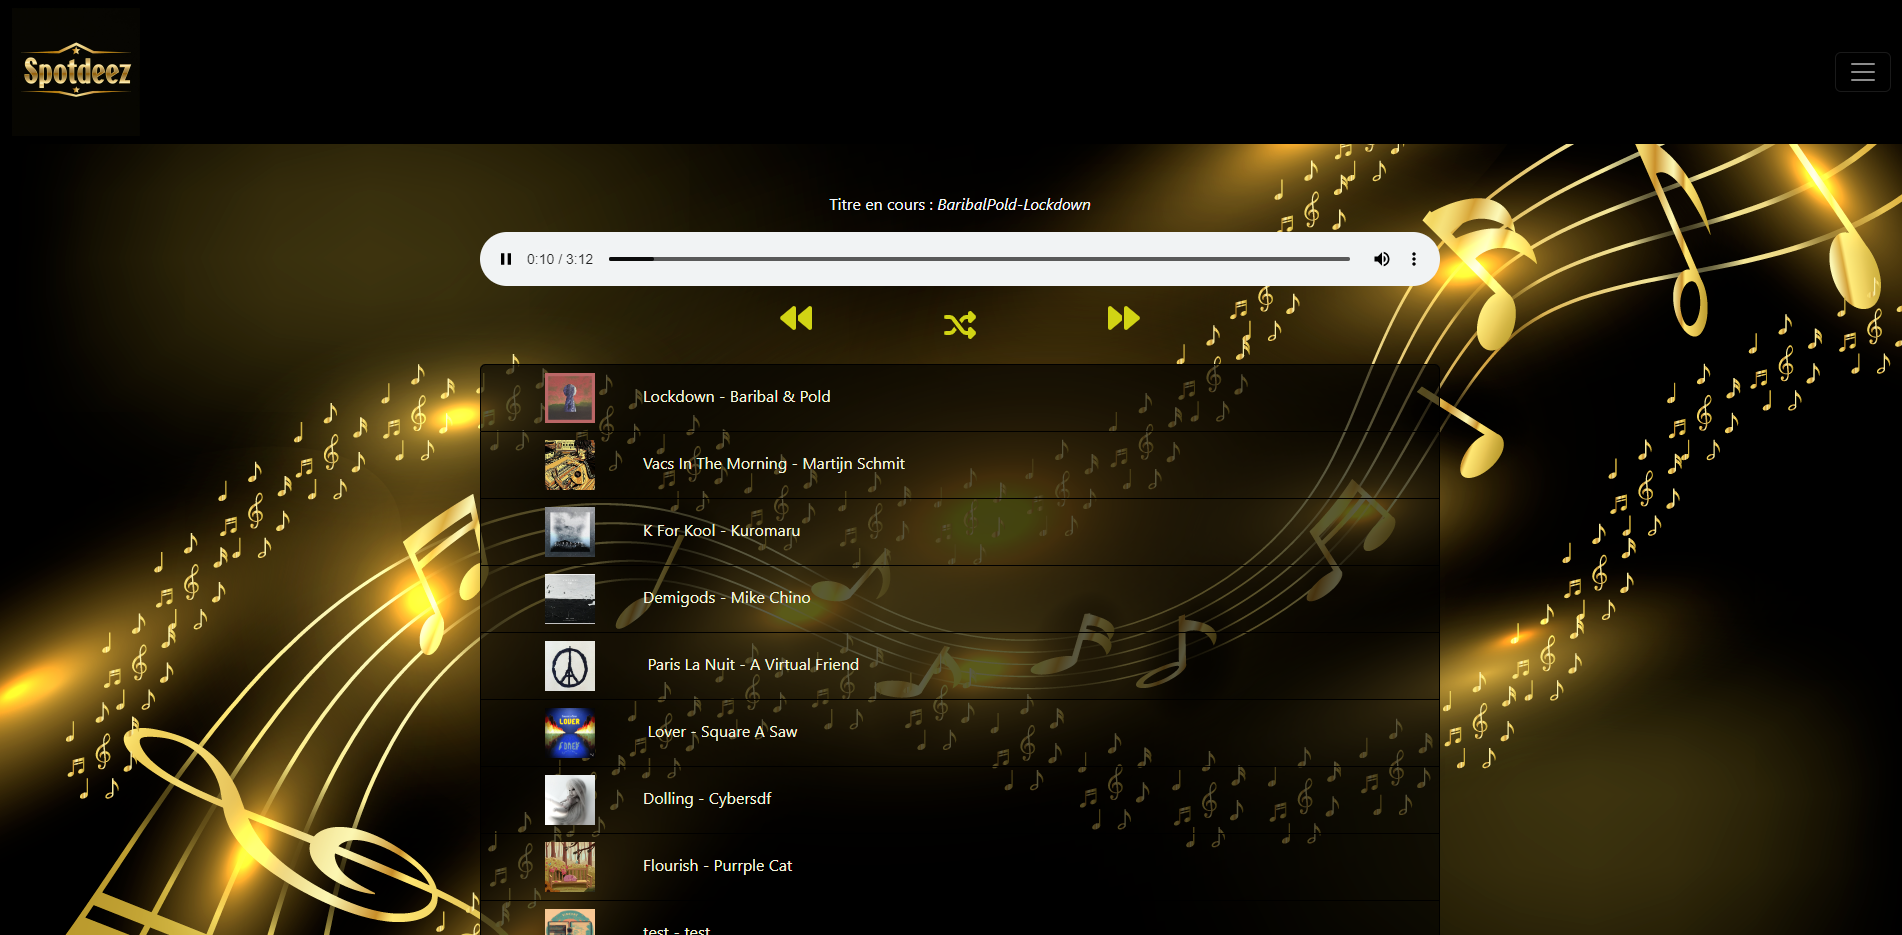 Spotdeez
Titre en cours : BaribalPold-Lockdown
0:10 / 3:12
Lockdown - Baribal & Pold
Vacs In The Morning - Martijn Schmit
K For Kool - Kuromaru
Demigods - Mike Chino
Paris La Nuit - A Virtual Friend
LOVER
Lover - Square A Saw
Dolling - Cybersdf
Flourish - Purrple Cat
test - test